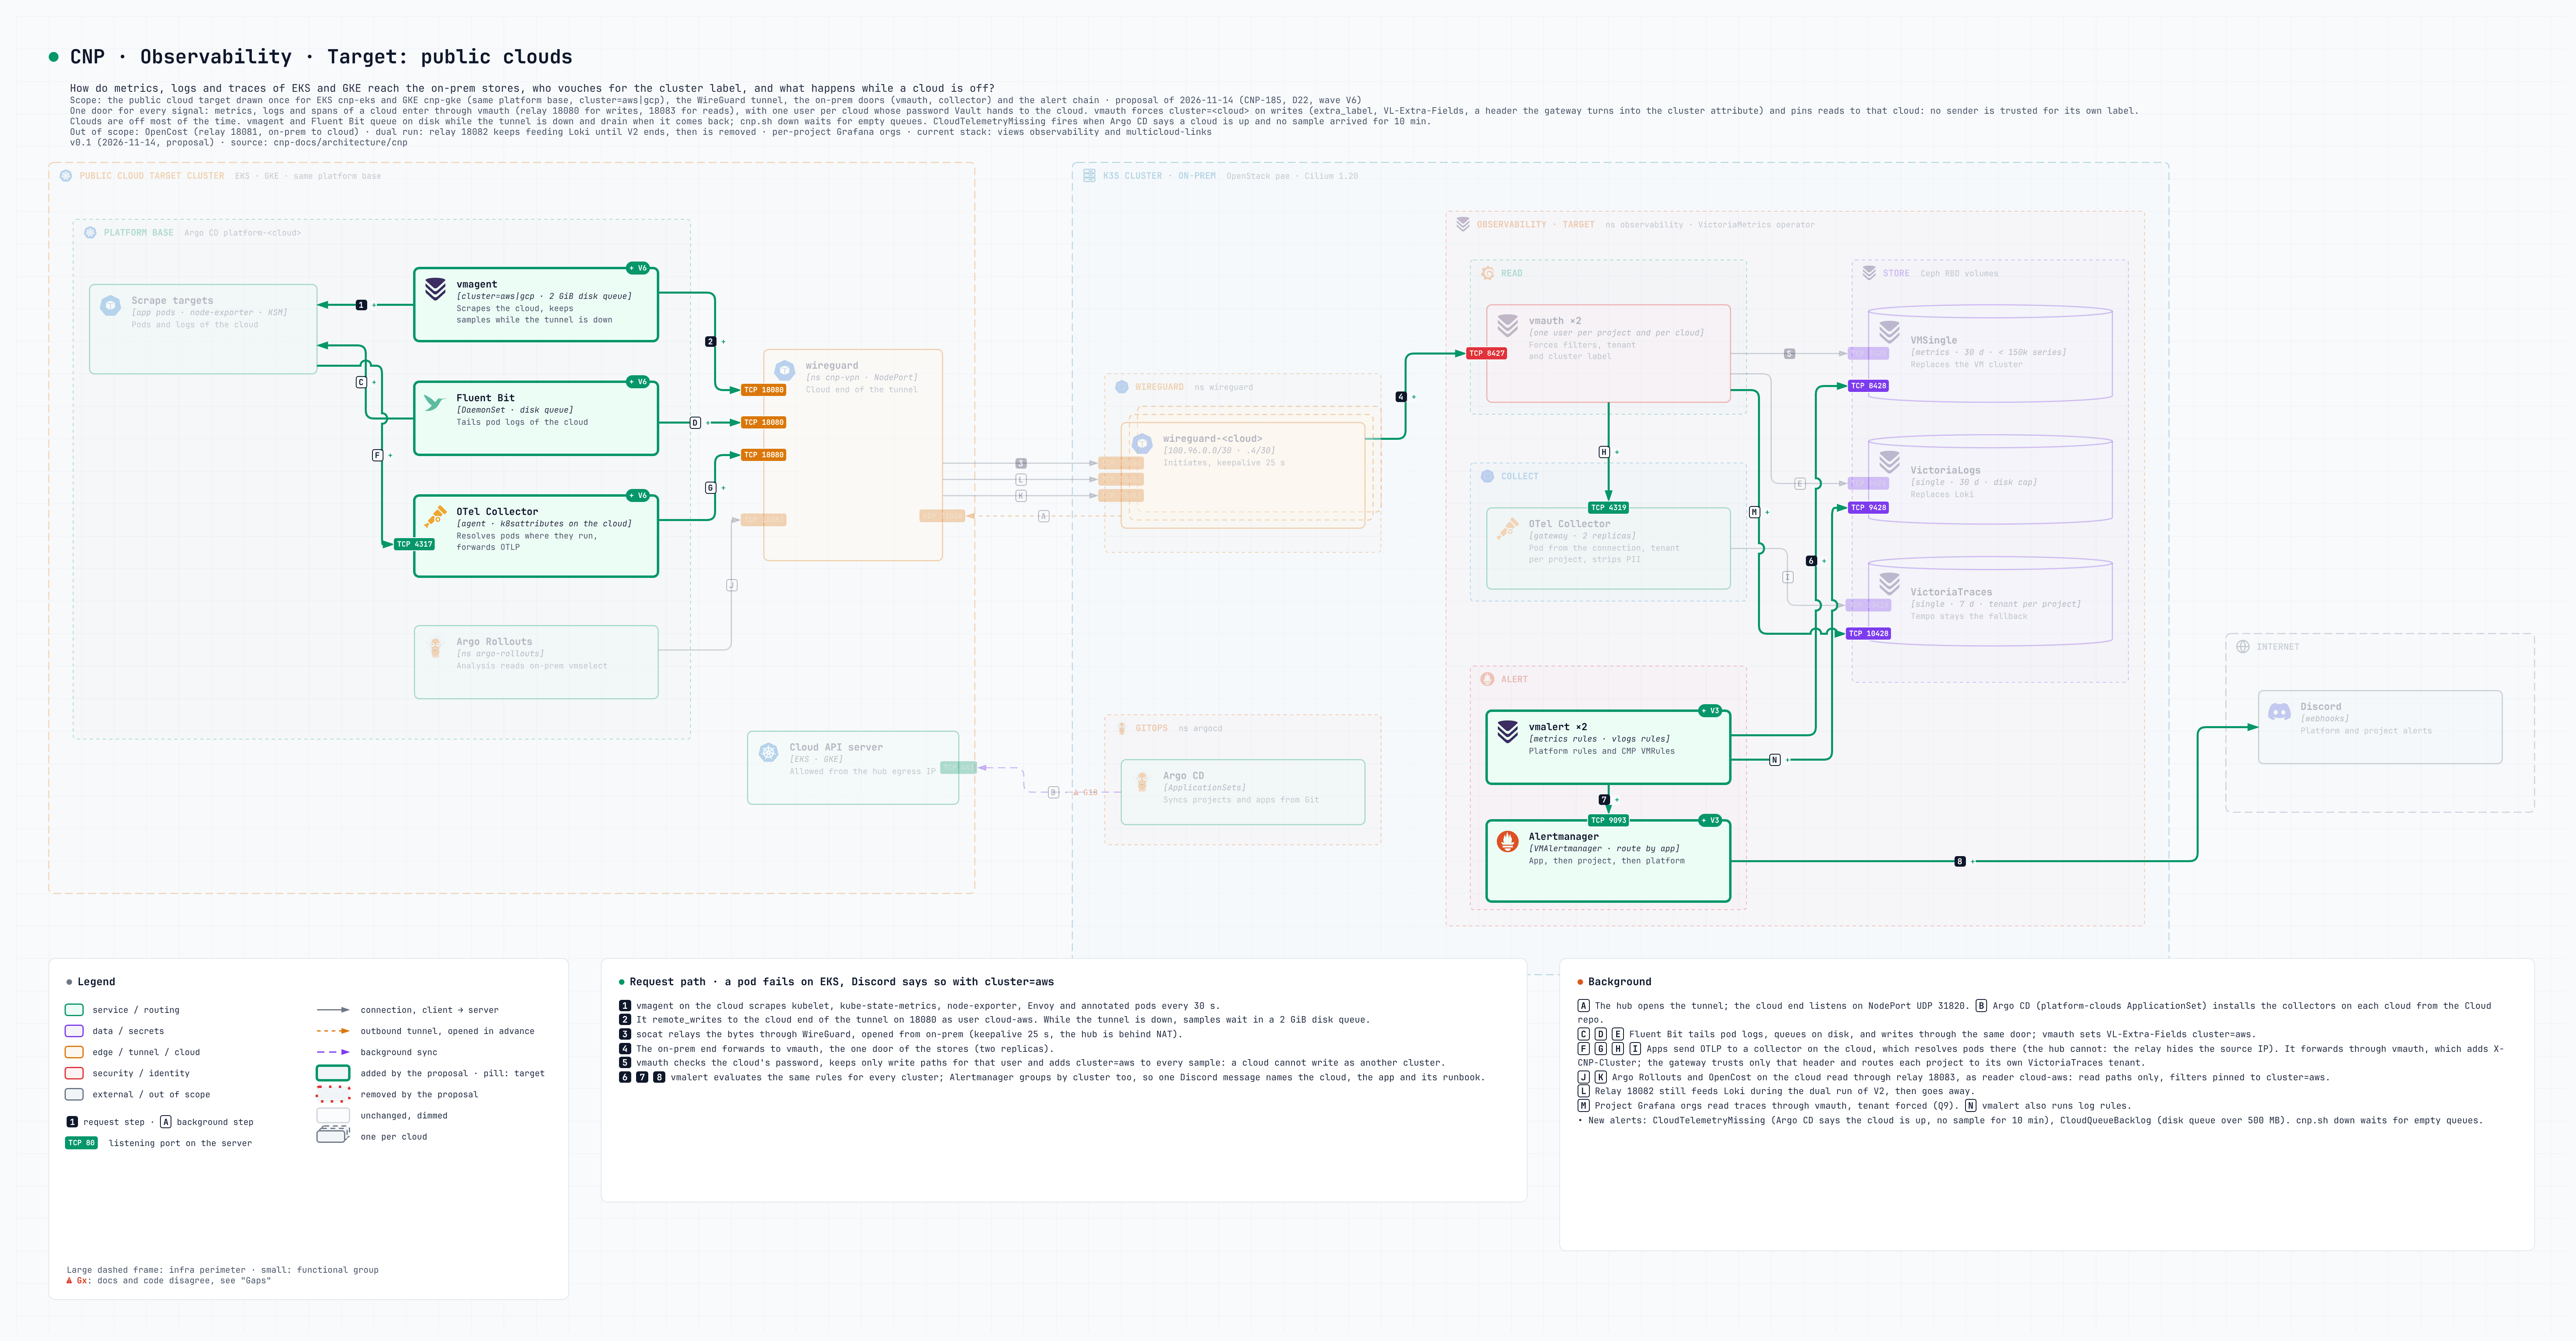 CNP · Observability · Target: public clouds
How do metrics, logs and traces of EKS and GKE reach the on-prem stores, who vouches for the cluster label, and what happens while a cloud is off?
Scope: the public cloud target drawn once for EKS cnp-eks and GKE cnp-gke (same platform base, cluster=aws|gcp), the WireGuard tunnel, the on-prem doors (vmauth, collector) and the alert chain · proposal of 2026-11-14 (CNP-185, D22, wave V6)
One door for every signal: metrics, logs and spans of a cloud enter through vmauth (relay 18080 for writes, 18083 for reads), with one user per cloud whose password Vault hands to the cloud. vmauth forces cluster=<cloud> on writes (extra_label, VL-Extra-Fields, a header the gateway turns into the cluster attribute) and pins reads to that cloud: no sender is trusted for its own label.
Clouds are off most of the time. vmagent and Fluent Bit queue on disk while the tunnel is down and drain when it comes back; cnp.sh down waits for empty queues. CloudTelemetryMissing fires when Argo CD says a cloud is up and no sample arrived for 10 min.
Out of scope: OpenCost (relay 18081, on-prem to cloud) · dual run: relay 18082 keeps feeding Loki until V2 ends, then is removed · per-project Grafana orgs · current stack: views observability and multicloud-links
v0.1 (2026-11-14, proposal) · source: cnp-docs/architecture/cnp
PUBLIC CLOUD TARGET CLUSTER EKS · GKE · same platform base
PLATFORM BASE Argo CD platform-<cloud>
Scrape targets
[app pods · node-exporter · KSM]
Pods and logs of the cloud
+ V6
vmagent
[cluster=aws|gcp · 2 GiB disk queue]
Scrapes the cloud, keeps
samples while the tunnel is down
+ V6
Fluent Bit
[DaemonSet · disk queue]
Tails pod logs of the cloud
+ V6
OTel Collector
[agent · k8sattributes on the cloud]
Resolves pods where they run,
forwards OTLP
TCP 4317
Argo Rollouts
[ns argo-rollouts]
Analysis reads on-prem vmselect
1 +
C +
F +
2 +
D +
G +
J
TCP 18080
TCP 18080
TCP 18080
wireguard
[ns cnp-vpn · NodePort]
Cloud end of the tunnel
Cloud API server
[EKS · GKE]
Allowed from the hub egress IP
3
L
K
A
B
G18
K3S CLUSTER · ON-PREM OpenStack pae · Cilium 1.20
WIREGUARD ns wireguard
wireguard-<cloud>
[100.96.0.0/30 · .4/30]
Initiates, keepalive 25 s
GITOPS ns argocd
Argo CD
[ApplicationSets]
Syncs projects and apps from Git
4 +
OBSERVABILITY · TARGET ns observability · VictoriaMetrics operator
READ
vmauth ×2
[one user per project and per cloud]
Forces filters, tenant
and cluster label
TCP 8427
H +
COLLECT
TCP 4319
OTel Collector
[gateway · 2 replicas]
Pod from the connection, tenant
per project, strips PII
5
E
M +
I
6 +
STORE Ceph RBD volumes
VMSingle
[metrics · 30 d · < 150k series]
Replaces the VM cluster
TCP 8428
VictoriaLogs
[single · 30 d · disk cap]
Replaces Loki
TCP 9428
VictoriaTraces
[single · 7 d · tenant per project]
Tempo stays the fallback
TCP 10428
ALERT
+ V3
vmalert ×2
[metrics rules · vlogs rules]
Platform rules and CMP VMRules
N +
7 +
TCP 9093
+ V3
Alertmanager
[VMAlertmanager · route by app]
App, then project, then platform
8 +
INTERNET
Discord
[webhooks]
Platform and project alerts
Legend
service / routing
data / secrets
edge / tunnel / cloud
security / identity
external / out of scope
1 request step · A background step
TCP 80 listening port on the server
connection, client → server
outbound tunnel, opened in advance
background sync
added by the proposal · pill: target
removed by the proposal
unchanged, dimmed
one per cloud
Large dashed frame: infra perimeter · small: functional group
Gx: docs and code disagree, see "Gaps"
Request path · a pod fails on EKS, Discord says so with cluster=aws
1 vmagent on the cloud scrapes kubelet, kube-state-metrics, node-exporter, Envoy and annotated pods every 30 s.
2 It remote_writes to the cloud end of the tunnel on 18080 as user cloud-aws. While the tunnel is down, samples wait in a 2 GiB disk queue.
3 socat relays the bytes through WireGuard, opened from on-prem (keepalive 25 s, the hub is behind NAT).
4 The on-prem end forwards to vmauth, the one door of the stores (two replicas).
5 vmauth checks the cloud's password, keeps only write paths for that user and adds cluster=aws to every sample: a cloud cannot write as another cluster.
6 7 8 vmalert evaluates the same rules for every cluster; Alertmanager groups by cluster too, so one Discord message names the cloud, the app and its runbook.
Background
A The hub opens the tunnel; the cloud end listens on NodePort UDP 31820. B Argo CD (platform-clouds ApplicationSet) installs the collectors on each cloud from the Cloud
repo.
C D E Fluent Bit tails pod logs, queues on disk, and writes through the same door; vmauth sets VL-Extra-Fields cluster=aws.
F G H I Apps send OTLP to a collector on the cloud, which resolves pods there (the hub cannot: the relay hides the source IP). It forwards through vmauth, which adds X-
CNP-Cluster; the gateway trusts only that header and routes each project to its own VictoriaTraces tenant.
J K Argo Rollouts and OpenCost on the cloud read through relay 18083, as reader cloud-aws: read paths only, filters pinned to cluster=aws.
L Relay 18082 still feeds Loki during the dual run of V2, then goes away.
M Project Grafana orgs read traces through vmauth, tenant forced (Q9). N vmalert also runs log rules.
• New alerts: CloudTelemetryMissing (Argo CD says the cloud is up, no sample for 10 min), CloudQueueBacklog (disk queue over 500 MB). cnp.sh down waits for empty queues.